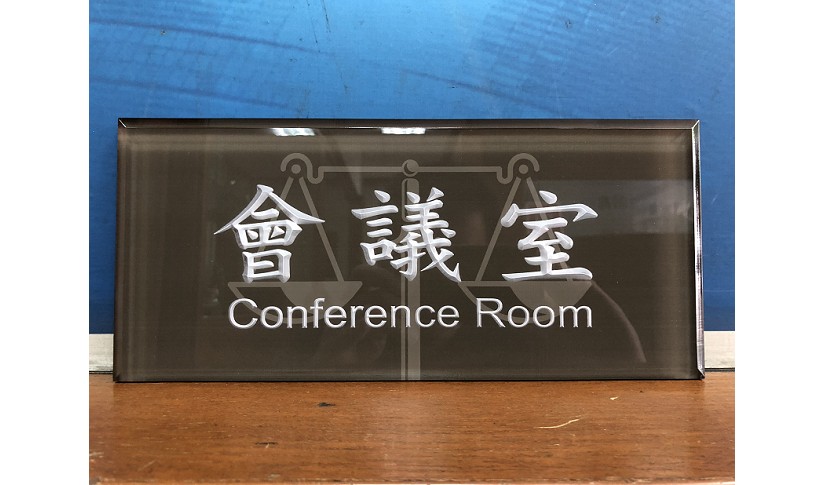 會議室
Conference Room